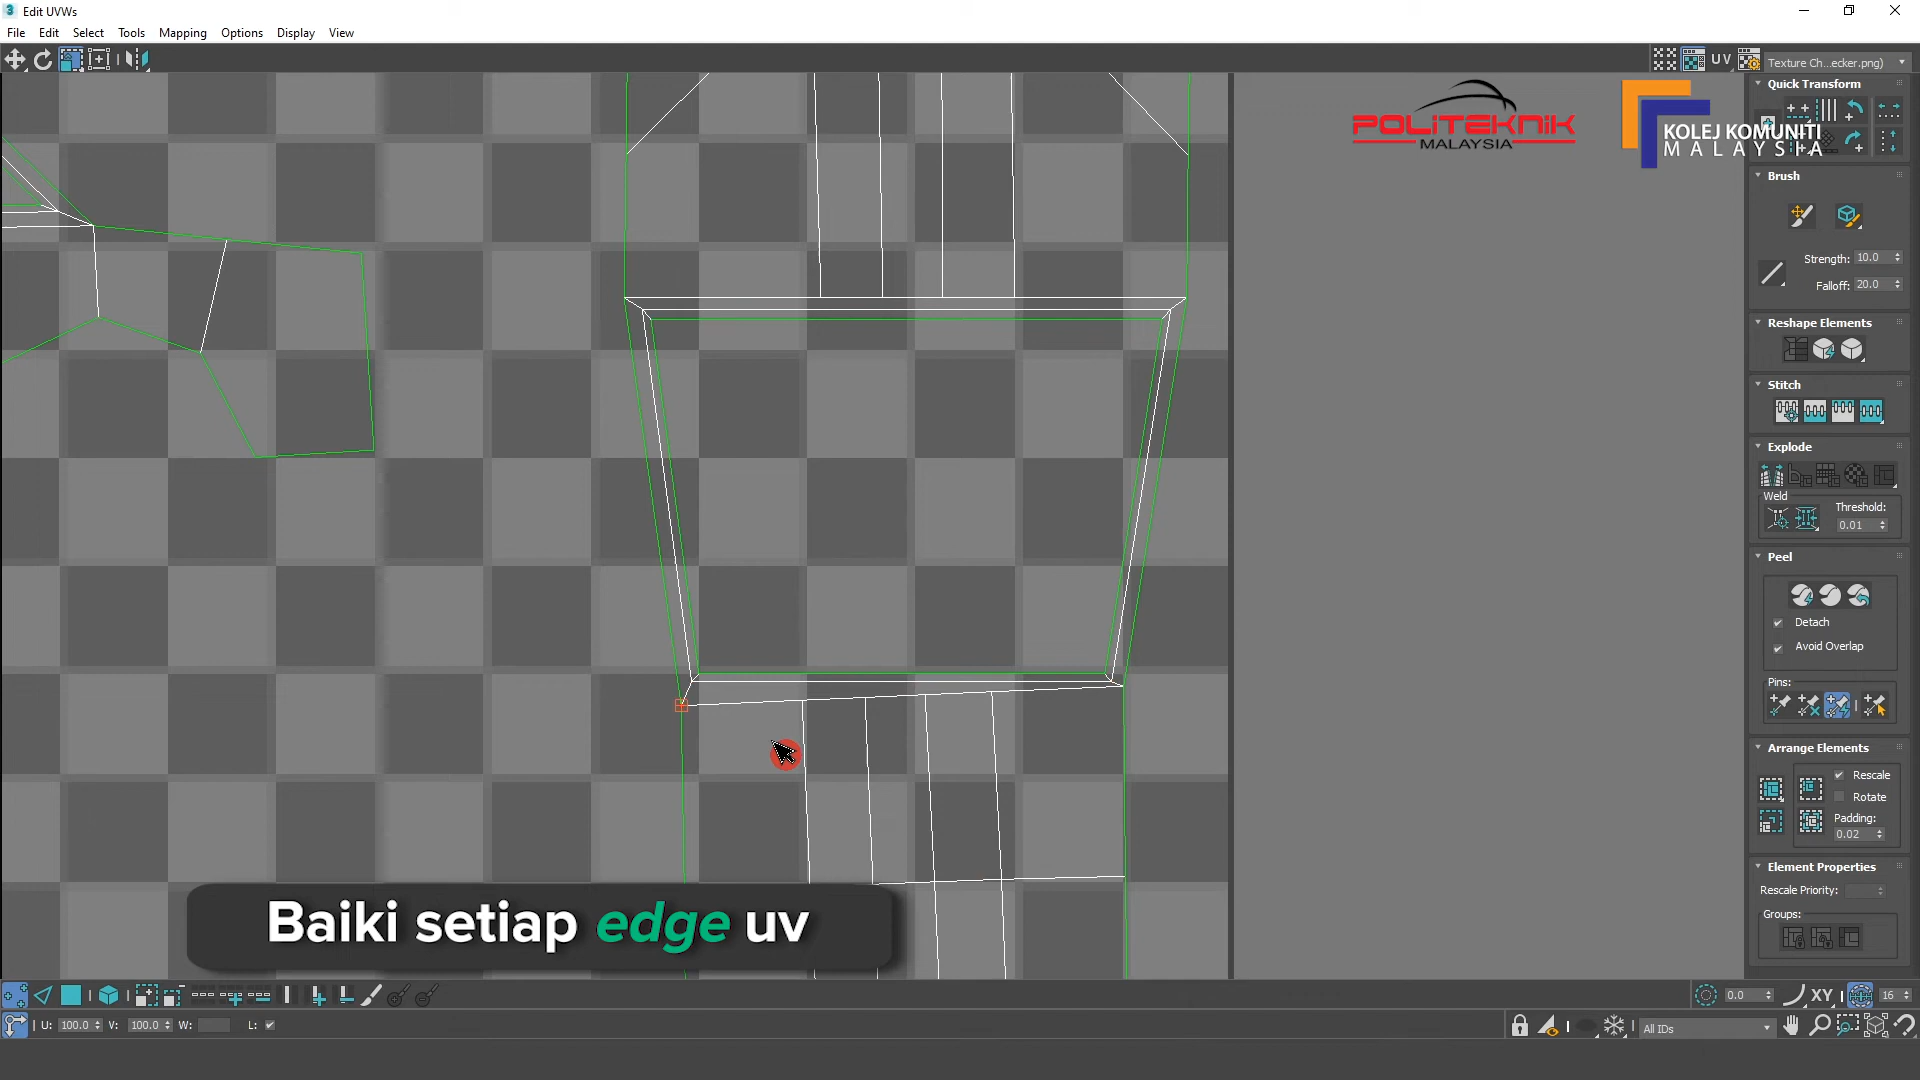 3 Edit UVWs
File Edit Select Tools Mapping Options Display View
UV Texture Ch...ecker.png)
POLITEKNIK
MALAYSIA
KOLEJ KOMUNITI
MALAYSIA
Quick Transform
Brush
Strength: 10.0
Falloff: 20.0
Reshape Elements
Stitch
Explode
Weld
Threshold:
0.01
Peel
Detach
Avoid Overlap
Pins:
Arrange Elements
Rescale
Rotate
Padding:
0.02
Element Properties
Rescale Priority:
Groups:
Baiki setiap edge uv
0.0 XY 16
U: 100.0 V: 100.0 W: L:
All IDs